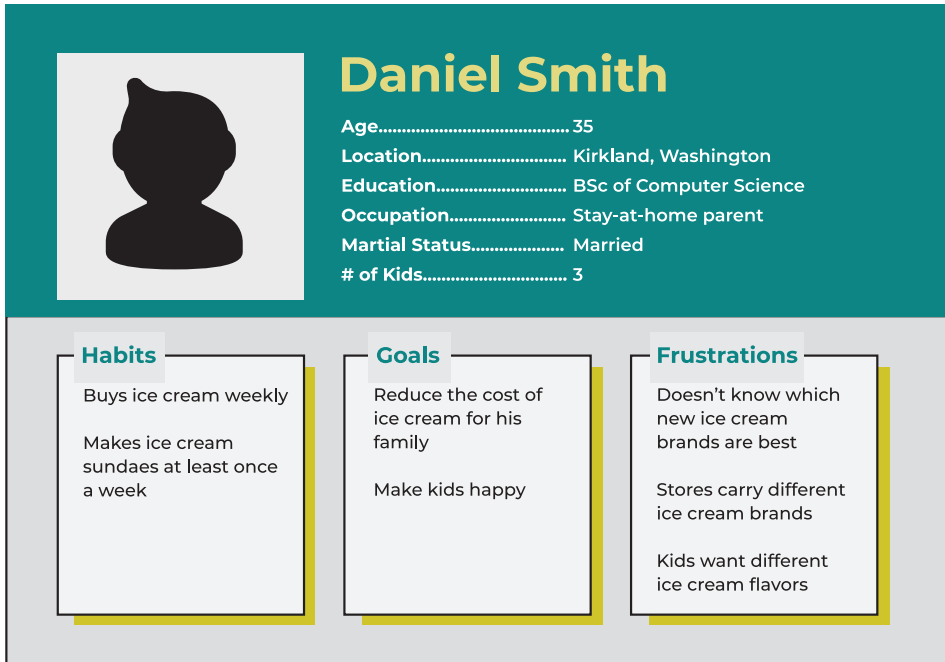 Daniel Smith
Age........................................ 35
Location.............................. Kirkland, Washington
Education........................... BSc of Computer Science
Occupation........................ Stay-at-home parent
Martial Status................... Married
# of Kids.............................. 3
Habits
Buys ice cream weekly
Makes ice cream
sundaes at least once
a week
Goals
Reduce the cost of
ice cream for his
family
Make kids happy
Frustrations
Doesn’t know which
new ice cream
brands are best
Stores carry different
ice cream brands
Kids want different
ice cream flavors